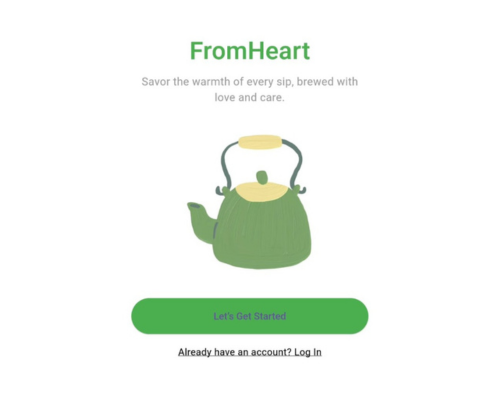 FromHeart
Savor the warmth of every sip, brewed with
love and care.
Let's Get Started
Already have an account? Log In